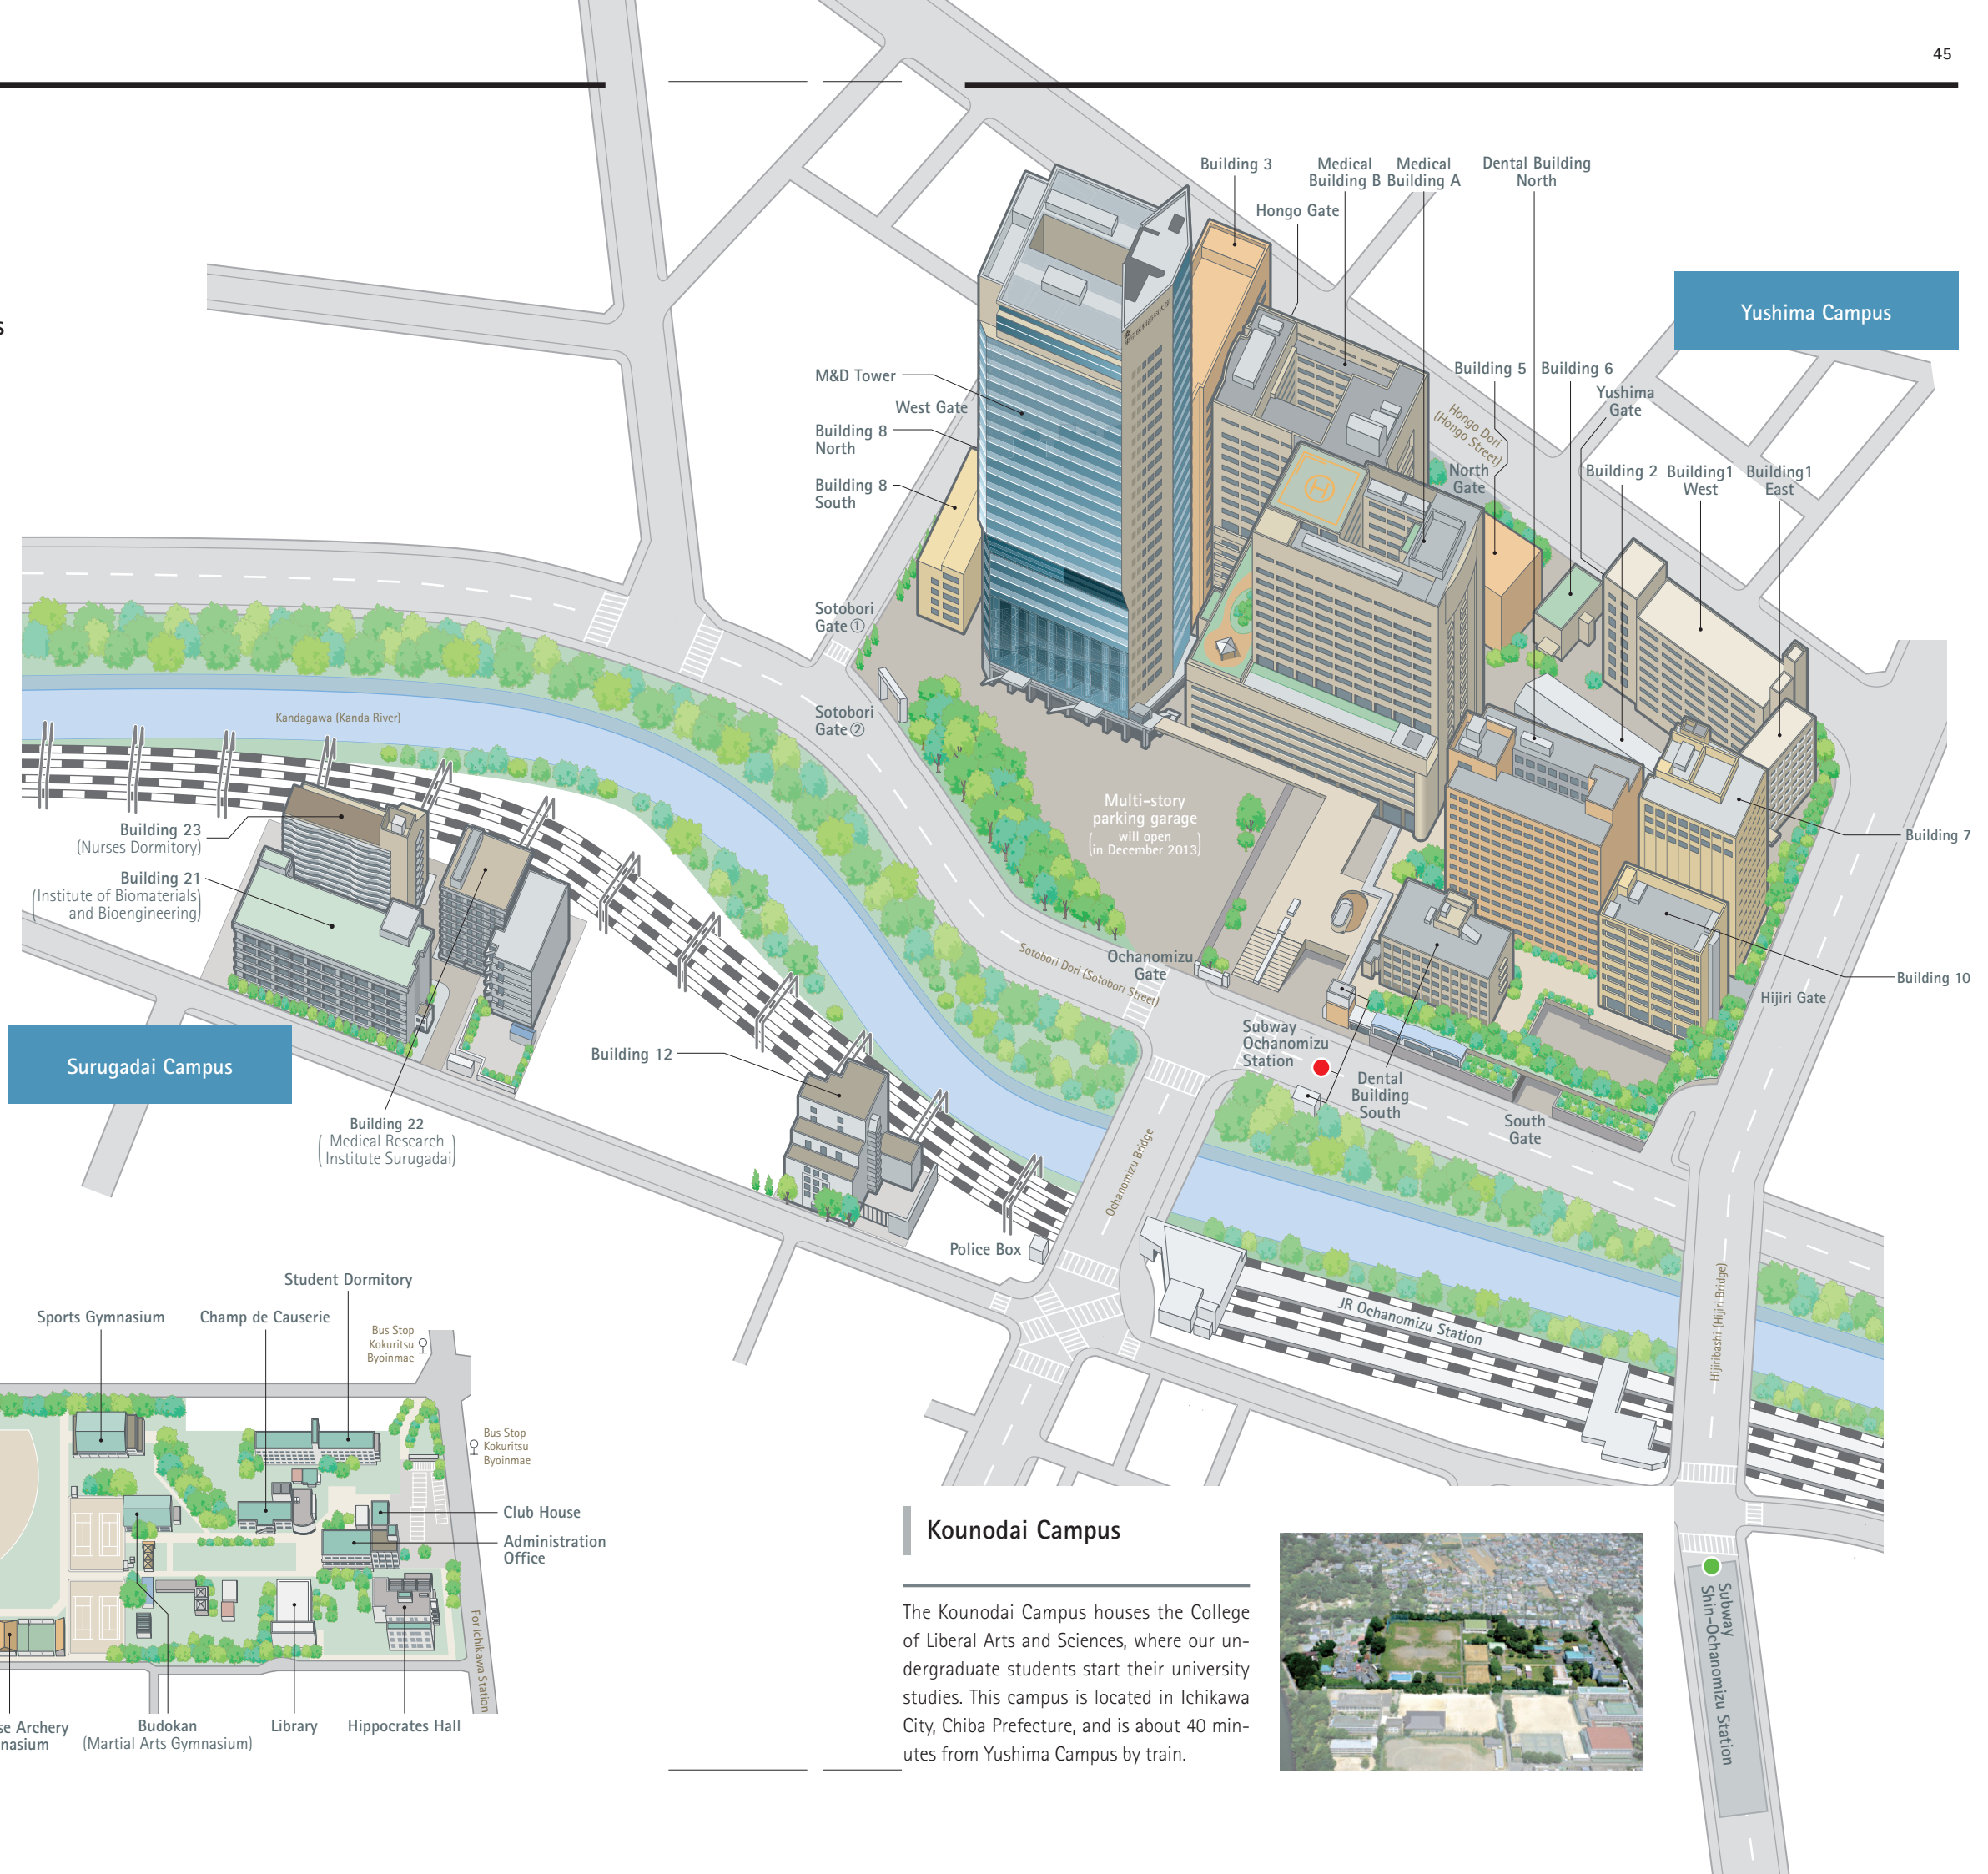 45
s
Yushima Campus
Building 3
Medical
Building B
Medical
Building A
Dental Building
North
Hongo Gate
M&D Tower
West Gate
Building 8
North
Building 8
South
Hongo Dori
(Hongo Street)
Building 5
Building 6
Yushima
Gate
North
Gate
Building 2
Building1
West
Building1
East
Sotobori
Gate①
Sotobori
Gate②
Kandagawa (Kanda River)
Multi-story
parking garage
(will open
in December 2013)
Building 7
Building 10
Hijiri Gate
Building 23
(Nurses Dormitory)
Building 21
(Institute of Biomaterials
and Bioengineering)
Sotobori Dori (Sotobori Street)
Ochanomizu
Gate
Subway
Ochanomizu
Station
Dental
Building
South
South
Gate
Surugadai Campus
Building 22
(Medical Research
Institute Surugadai)
Building 12
Police Box
Ochanomizu Bridge
JR Ochanomizu Station
Hijiribashi (Hijiri Bridge)
Subway
Shin-Ochanomizu Station
Student Dormitory
Sports Gymnasium
Champ de Causerie
Bus Stop
Kokuritsu
Byoinmae
Bus Stop
Kokuritsu
Byoinmae
Club House
Administration
Office
For Ichikawa Station
se Archery
nasium
Budokan
(Martial Arts Gymnasium)
Library
Hippocrates Hall
Kounodai Campus
The Kounodai Campus houses the College
of Liberal Arts and Sciences, where our un-
dergraduate students start their university
studies. This campus is located in Ichikawa
City, Chiba Prefecture, and is about 40 min-
utes from Yushima Campus by train.